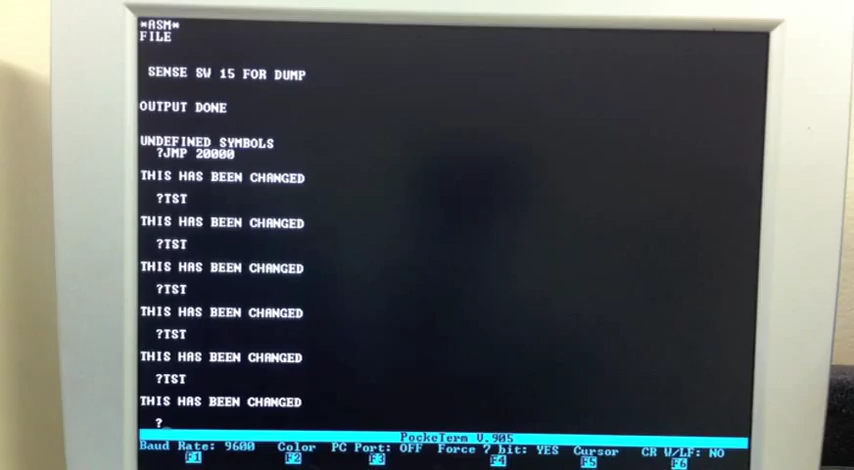 *ASM*
FILE
SENSE SW 15 FOR DUMP
OUTPUT DONE
UNDEFINED SYMBOLS
?JMP 20000
THIS HAS BEEN CHANGED
?TST
THIS HAS BEEN CHANGED
?TST
THIS HAS BEEN CHANGED
?TST
THIS HAS BEEN CHANGED
?TST
THIS HAS BEEN CHANGED
?TST
THIS HAS BEEN CHANGED
?_
PockeTerm V.905
Baud Rate: 9600 Color PC Port: OFF Force 7 bit: YES Cursor CR W/LF: NO
F1 F2 F3 F4 F5 F6